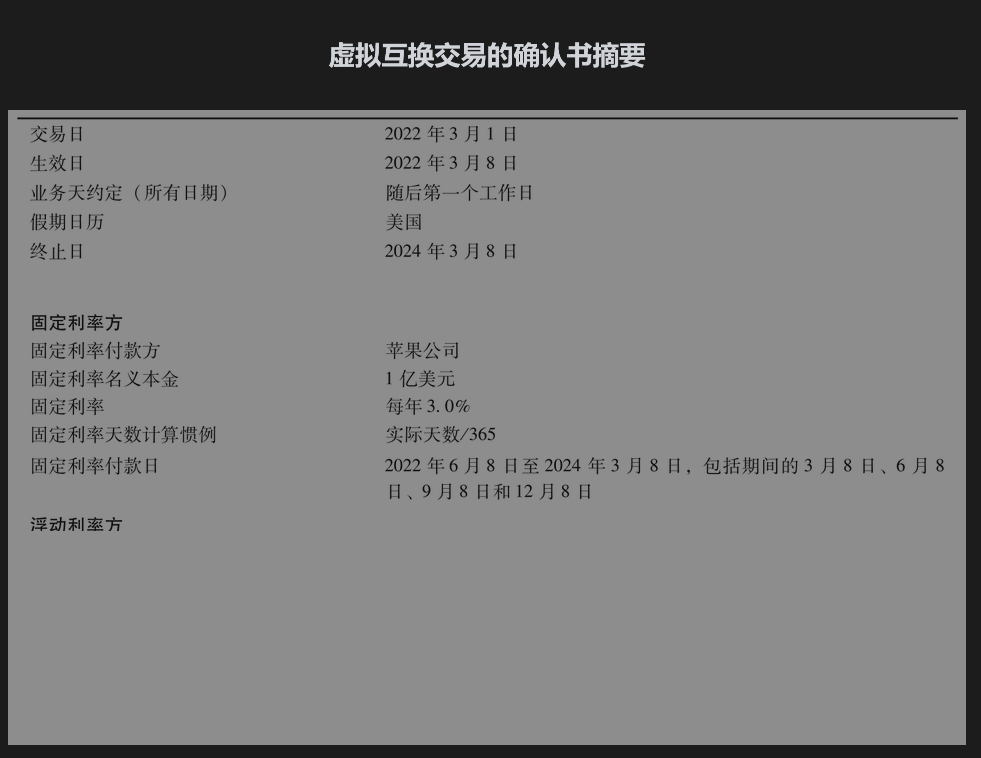 虚拟互换交易的确认书摘要
交易日 2022 年 3 月 1 日
生效日 2022 年 3 月 8 日
业务天约定（所有日期） 随后第一个工作日
假期日历 美国
终止日 2024 年 3 月 8 日
固定利率方
固定利率付款方 苹果公司
固定利率名义本金 1 亿美元
固定利率 每年 3.0%
固定利率天数计算惯例 实际天数/365
固定利率付款日 2022 年 6 月 8 日至 2024 年 3 月 8 日，包括期间的 3 月 8 日、6 月 8
日、9 月 8 日和 12 月 8 日
浮动利率方